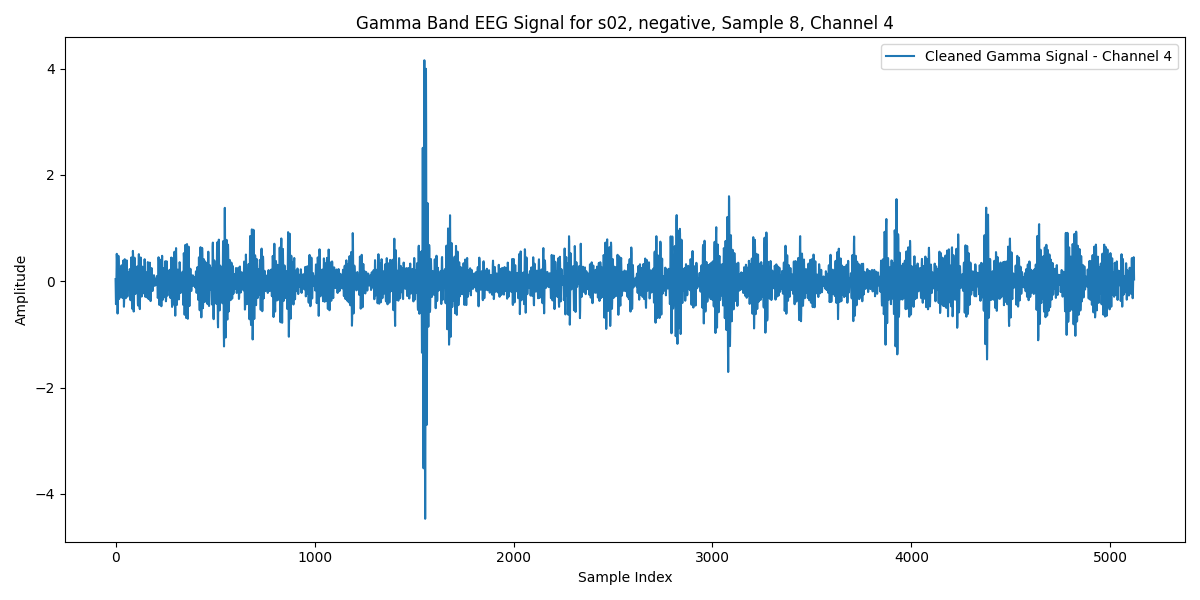 Gamma Band EEG Signal for s02, negative, Sample 8, Channel 4
Cleaned Gamma Signal - Channel 4
Amplitude
4
2
0
−2
−4
0 1000 2000 3000 4000 5000
Sample Index